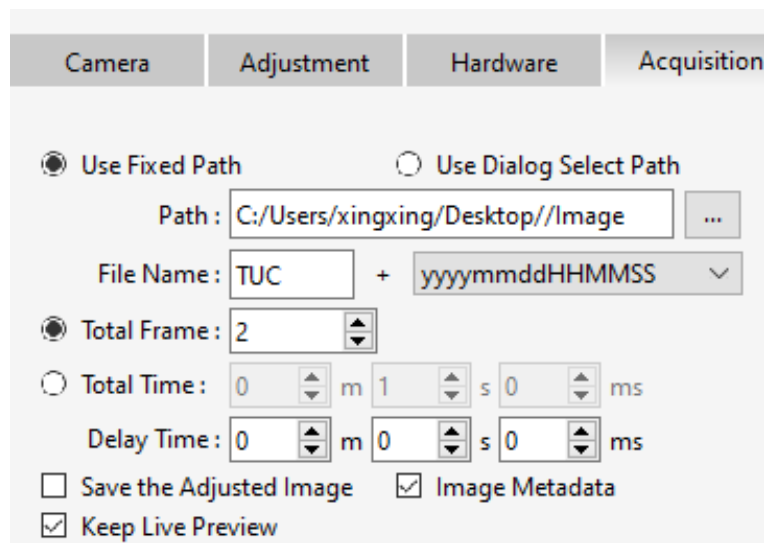 Camera Adjustment Hardware Acquisition
Use Fixed Path Use Dialog Select Path
Path : C:/Users/xingxing/Desktop//Image ...
File Name : TUC + yyyymmddHHMMSS
Total Frame : 2
Total Time : 0 m 1 s 0 ms
Delay Time : 0 m 0 s 0 ms
Save the Adjusted Image Image Metadata
Keep Live Preview